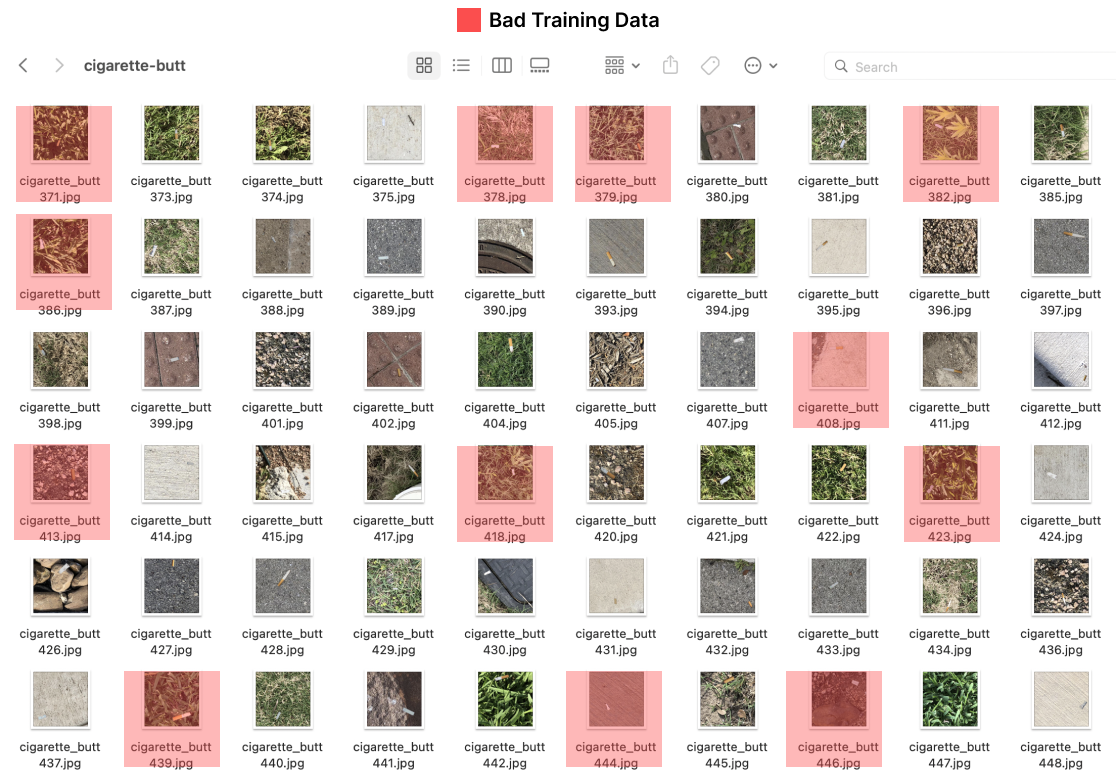 Bad Training Data
cigarette-butt
Search
cigarette_butt cigarette_butt cigarette_butt cigarette_butt cigarette_butt cigarette_butt cigarette_butt cigarette_butt cigarette_butt cigarette_butt
371.jpg 373.jpg 374.jpg 375.jpg 378.jpg 379.jpg 380.jpg 381.jpg 382.jpg 385.jpg
cigarette_butt cigarette_butt cigarette_butt cigarette_butt cigarette_butt cigarette_butt cigarette_butt cigarette_butt cigarette_butt cigarette_butt
386.jpg 387.jpg 388.jpg 389.jpg 390.jpg 393.jpg 394.jpg 395.jpg 396.jpg 397.jpg
cigarette_butt cigarette_butt cigarette_butt cigarette_butt cigarette_butt cigarette_butt cigarette_butt cigarette_butt cigarette_butt cigarette_butt
398.jpg 399.jpg 401.jpg 402.jpg 404.jpg 405.jpg 407.jpg 408.jpg 411.jpg 412.jpg
cigarette_butt cigarette_butt cigarette_butt cigarette_butt cigarette_butt cigarette_butt cigarette_butt cigarette_butt cigarette_butt cigarette_butt
413.jpg 414.jpg 415.jpg 417.jpg 418.jpg 420.jpg 421.jpg 422.jpg 423.jpg 424.jpg
cigarette_butt cigarette_butt cigarette_butt cigarette_butt cigarette_butt cigarette_butt cigarette_butt cigarette_butt cigarette_butt cigarette_butt
426.jpg 427.jpg 428.jpg 429.jpg 430.jpg 431.jpg 432.jpg 433.jpg 434.jpg 436.jpg
cigarette_butt cigarette_butt cigarette_butt cigarette_butt cigarette_butt cigarette_butt cigarette_butt cigarette_butt cigarette_butt cigarette_butt
437.jpg 439.jpg 440.jpg 441.jpg 442.jpg 444.jpg 445.jpg 446.jpg 447.jpg 448.jpg